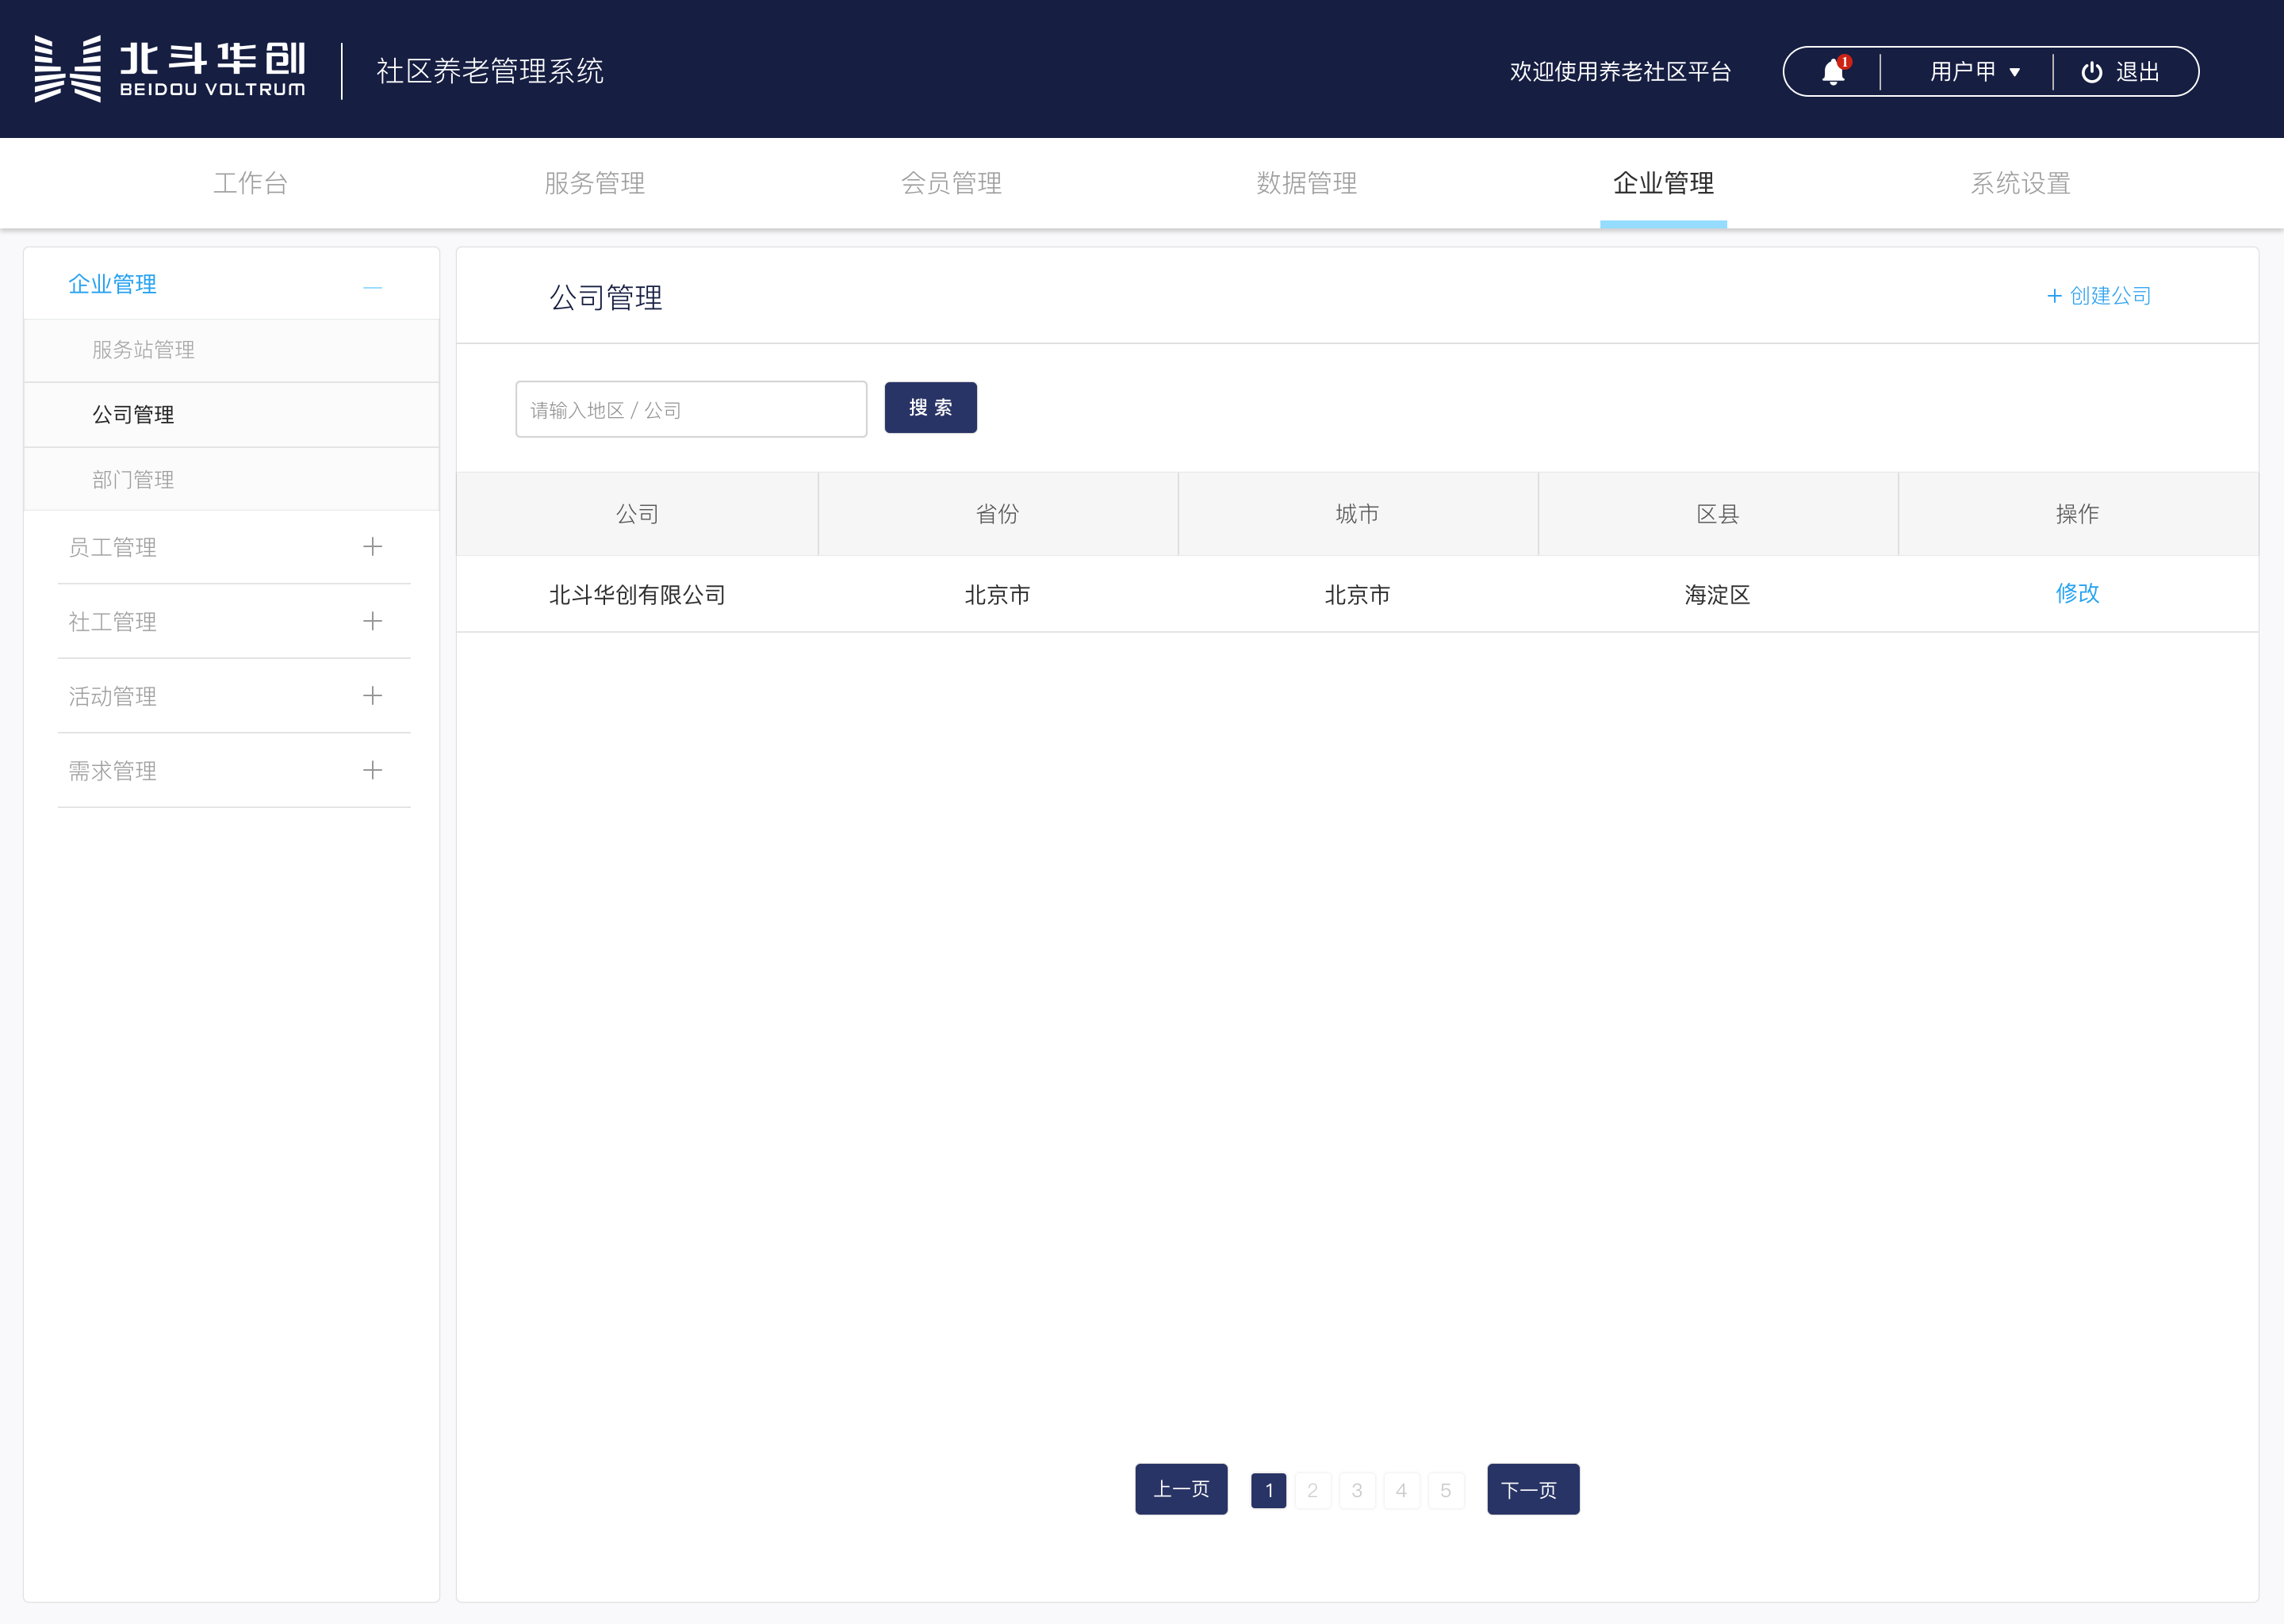 北斗华创
BEIDOU VOLTRUM
社区养老管理系统
欢迎使用养老社区平台
1
用户甲
退出
工作台 服务管理 会员管理 数据管理 企业管理 系统设置
企业管理
服务站管理
公司管理
部门管理
员工管理
社工管理
活动管理
需求管理
公司管理
+ 创建公司
请输入地区 / 公司
搜 索
公司 省份 城市 区县 操作
北斗华创有限公司 北京市 北京市 海淀区 修改
上一页 1 2 3 4 5 下一页